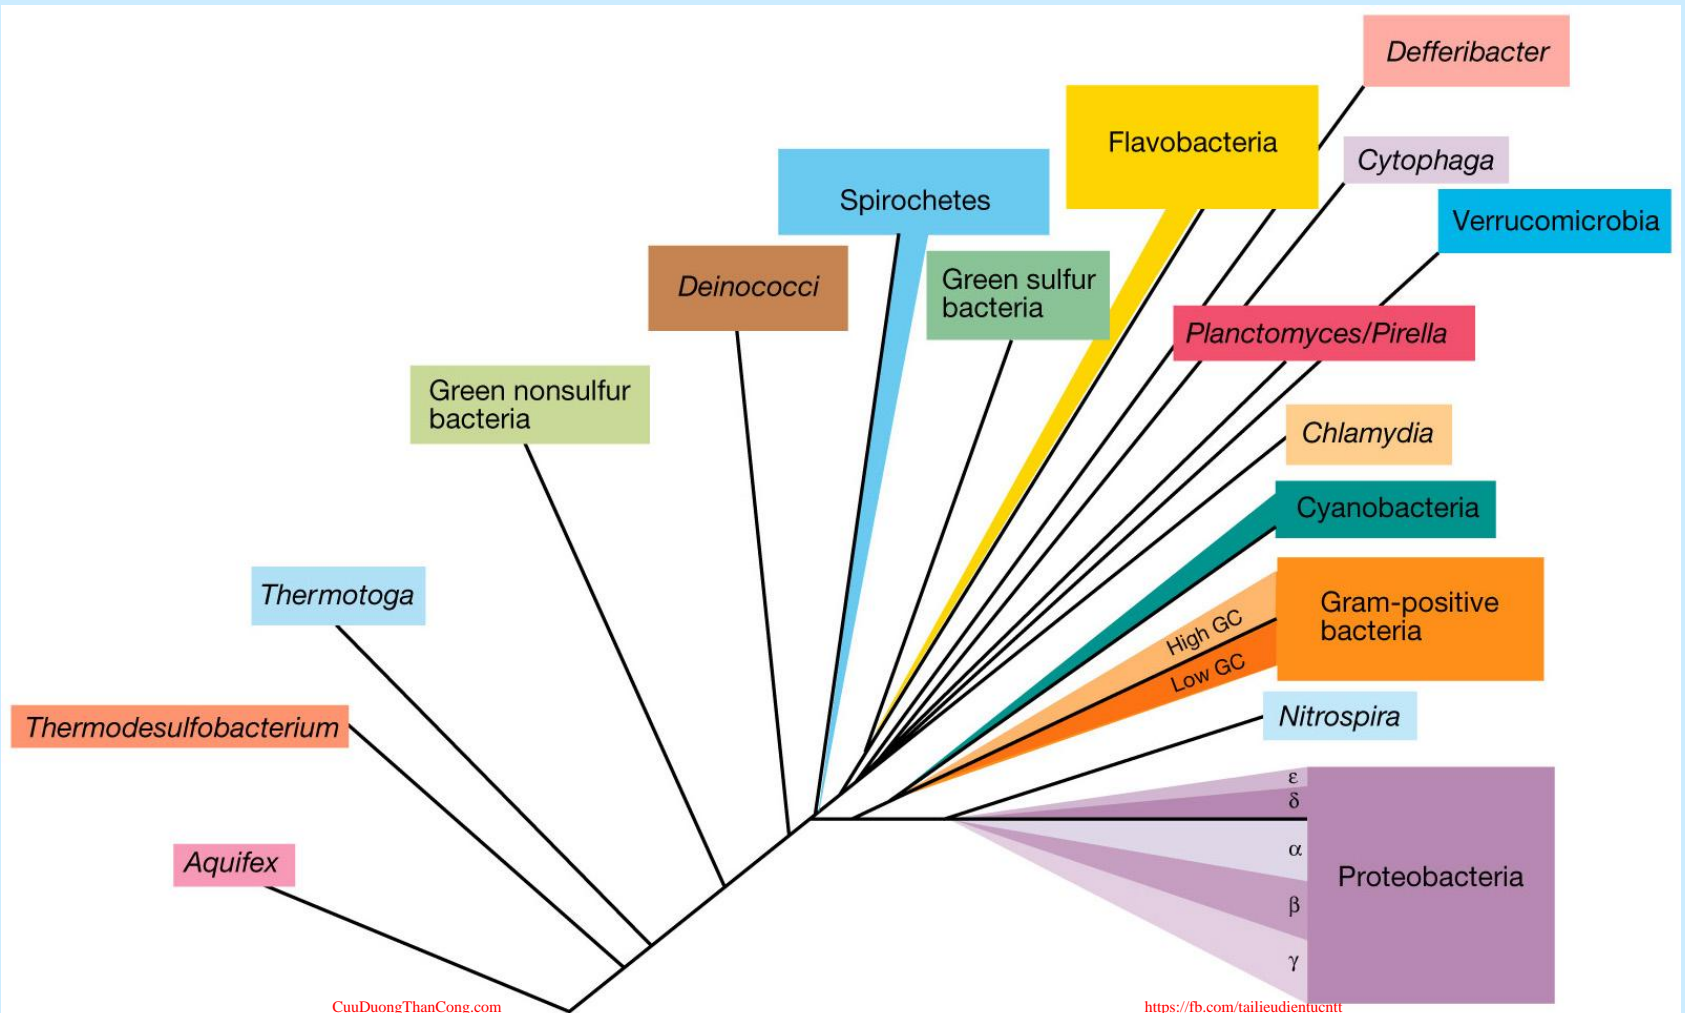 Defferibacter
Flavobacteria
Cytophaga
Spirochetes
Verrucomicrobia
Deinococci
Green sulfur
bacteria
Planctomyces/Pirella
Green nonsulfur
bacteria
Chlamydia
Cyanobacteria
Thermotoga
High GC
Gram-positive
bacteria
Low GC
Thermodesulfobacterium
Nitrospira
ε
δ
Aquifex
α
Proteobacteria
β
γ
CuuDuongThanCong.com
https://fb.com/tailieudientucntt